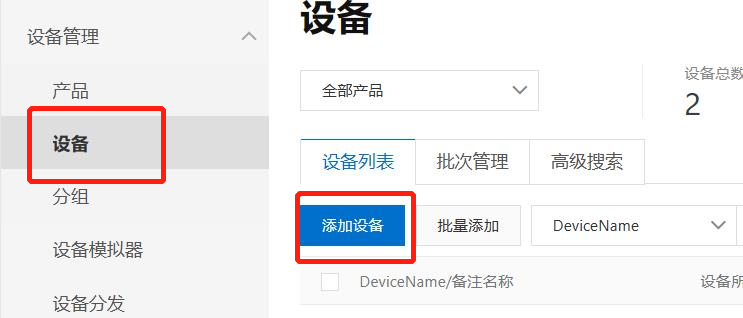 设备管理
产品
设备
分组
设备模拟器
设备分发
设备
全部产品
设备总数
2
设备列表 批次管理 高级搜索
添加设备 批量添加 DeviceName
DeviceName/备注名称 设备所